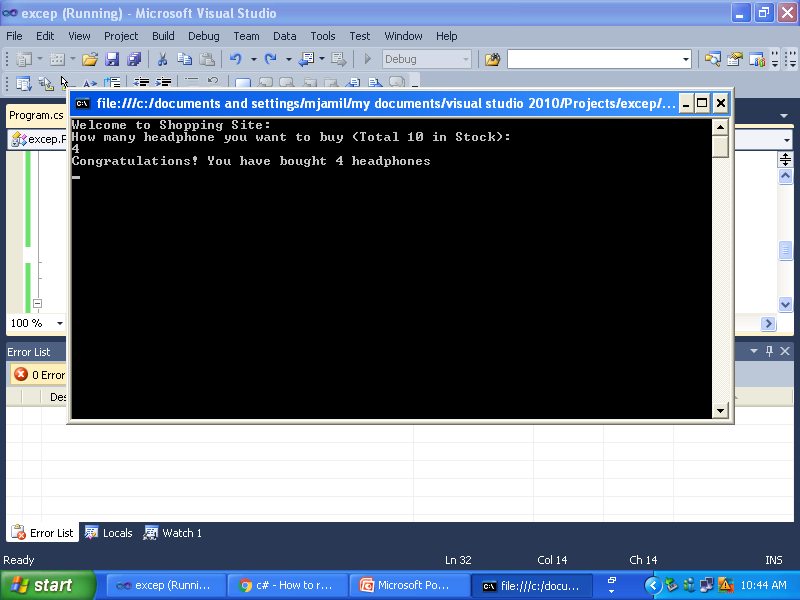 excep (Running) - Microsoft Visual Studio
File Edit View Project Build Debug Team Data Tools Test Window Help
Debug
Program.cs
file:///c:/documents and settings/mjamil/my documents/visual studio 2010/Projects/excep/...
Welcome to Shopping Site:
How many headphone you want to buy (Total 10 in Stock):
4
Congratulations! You have bought 4 headphones
excep.P
100 %
Error List
0 Error
Des
Error List Locals Watch 1
Ready Ln 32 Col 14 Ch 14 INS
start excep (Runni... c# - How to r... Microsoft Po... file:///c:/docu... 10:44 AM